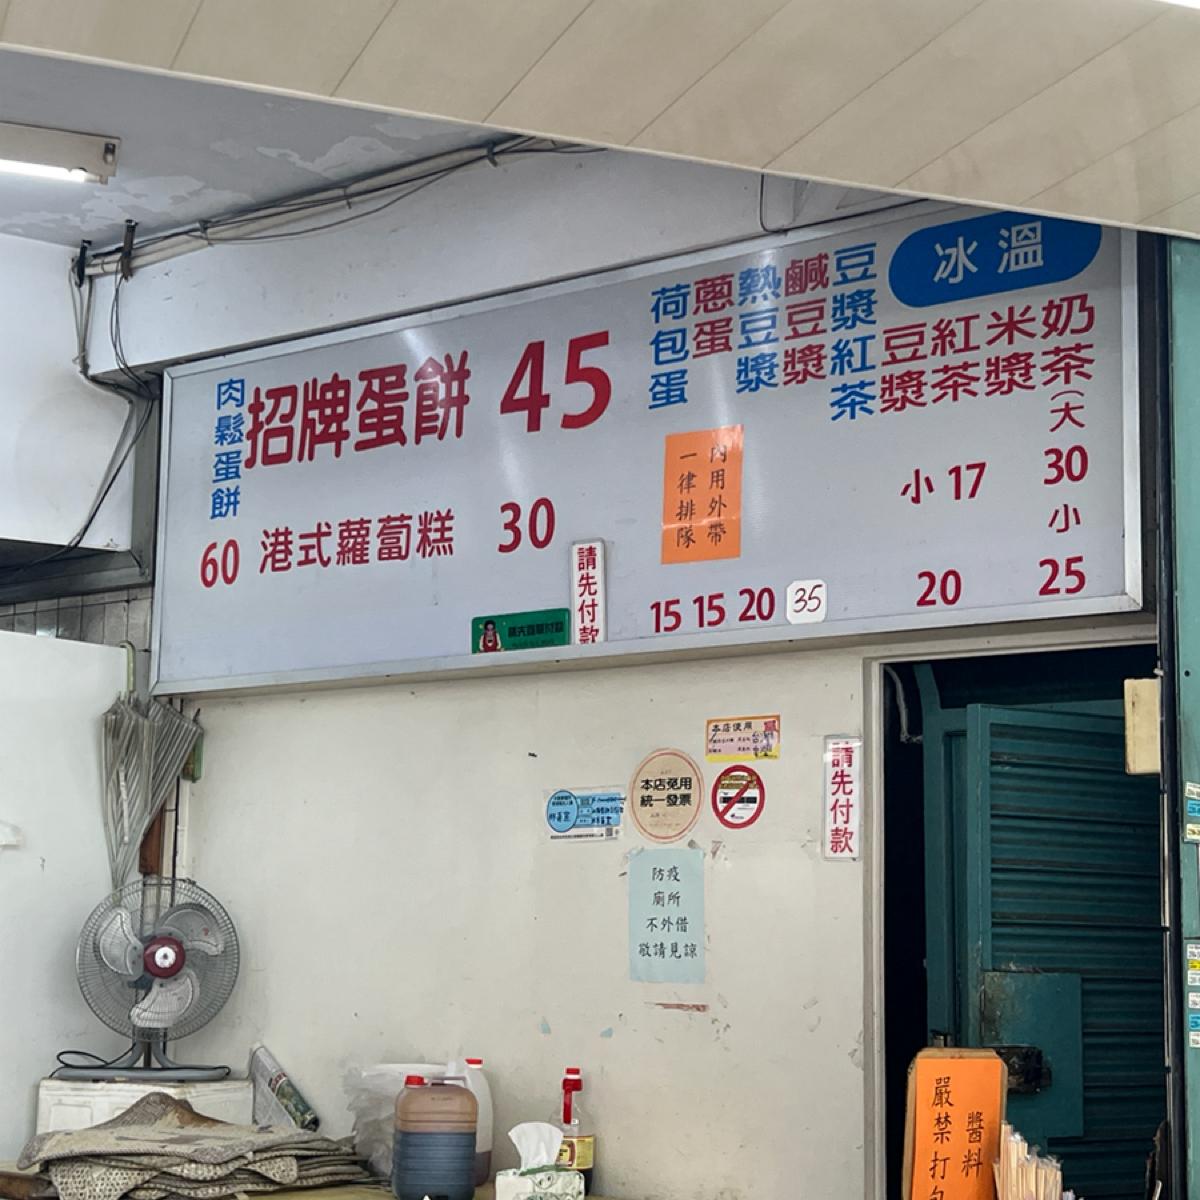 肉鬆蛋餅
60
招牌蛋餅 45
港式蘿蔔糕 30
荷包蛋
蔥蛋
熱豆漿
鹹豆漿
豆漿紅茶
冰 溫
豆漿
紅茶
米漿
奶茶(大
30
小 17
小
15 15 20 35
20
25
內用外帶
一律排隊
請先付款
本店使用
本店免用
統一發票
請先付款
防疫
廁所
不外借
敬請見諒
醬料
嚴禁打